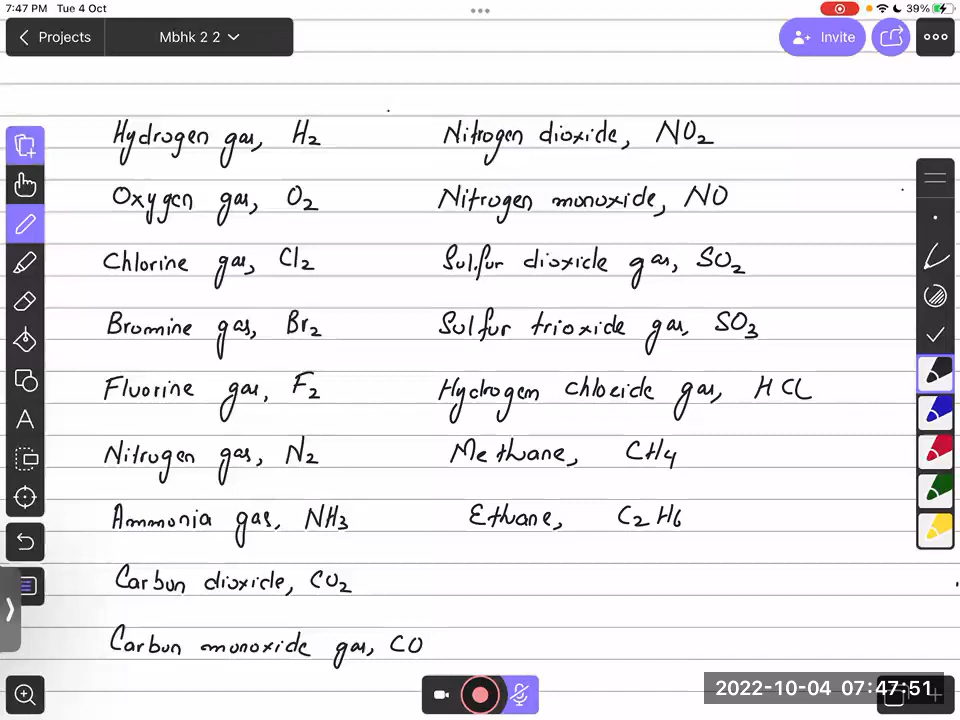 7:47 PM Tue 4 Oct
39%
Projects
Mbhk 2 2
Invite
Hydrogen gas, H2
Oxygen gas, O2
Chlorine gas, Cl2
Bromine gas, Br2
Fluorine gas, F2
Nitrogen gas, N2
Ammonia gas, NH3
Carbon dioxide, CO2
Carbon monoxide gas, CO
Nitrogen dioxide, NO2
Nitrogen monoxide, NO
Sulfur dioxide gas, SO2
Sulfur trioxide gas, SO3
Hydrogen chloride gas, HCl
Methane, CH4
Ethane, C2H6
A
2022-10-04 07:47:51